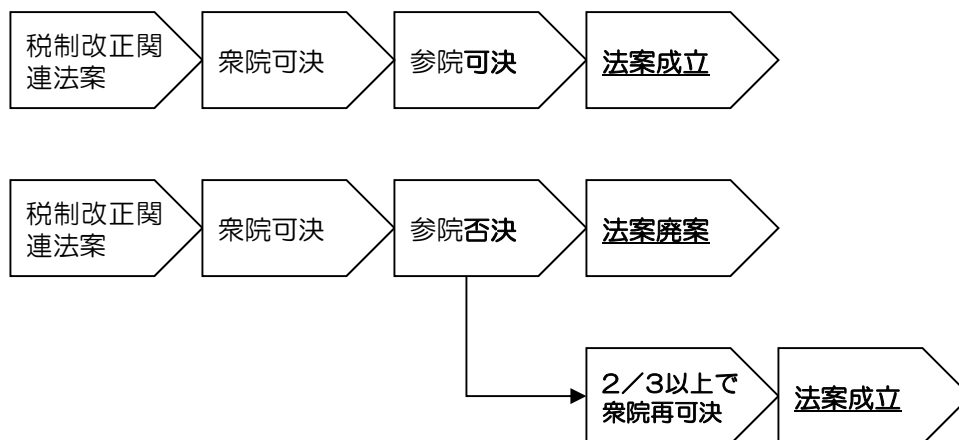 税制改正関
連法案
衆院可決
参院可決
法案成立
税制改正関
連法案
衆院可決
参院否決
法案廃案
2/3以上で
衆院再可決
法案成立